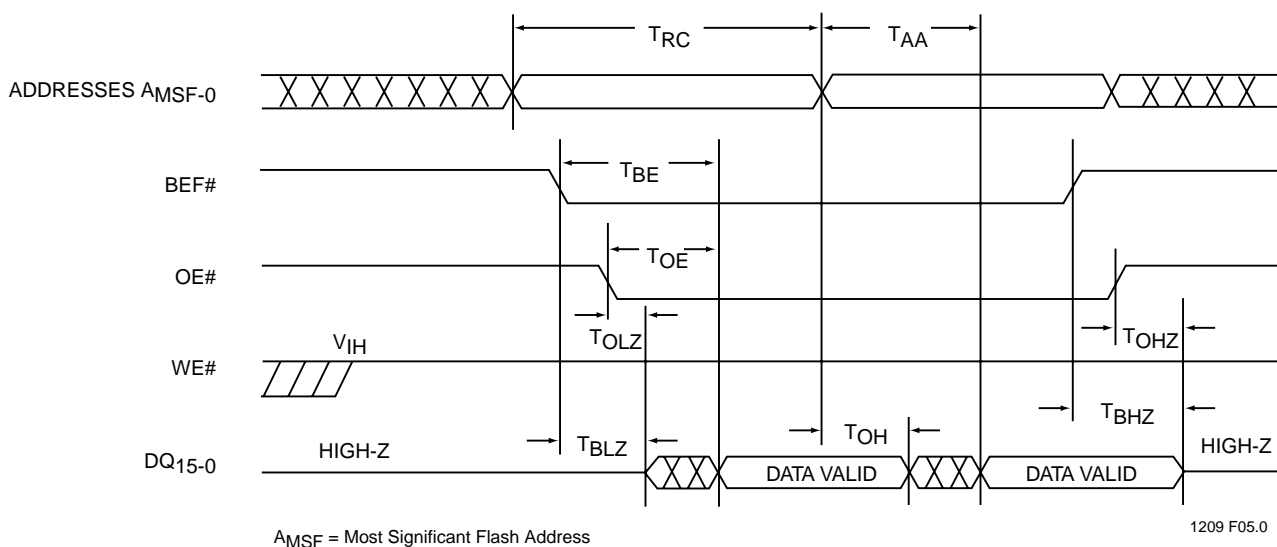 TRC
TAA
ADDRESSES AMSF-0
TBE
BEF#
TOE
OE#
TOLZ
TOHZ
VIH
WE#
TBLZ
TOH
TBHZ
HIGH-Z
HIGH-Z
DQ15-0
DATA VALID
DATA VALID
AMSF = Most Significant Flash Address
1209 F05.0